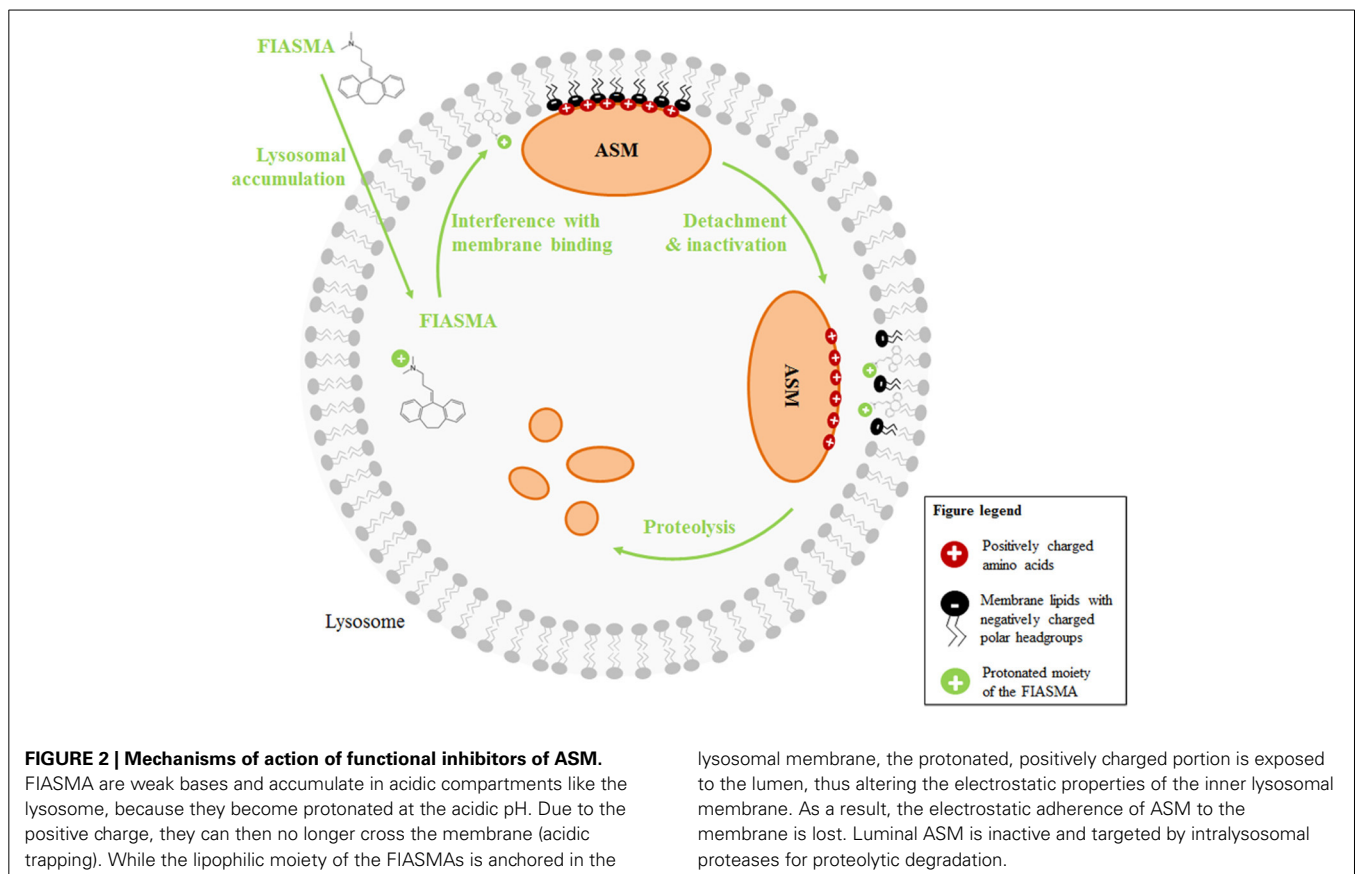 FIASMA
N
Lysosomal
accumulation
ASM
Interference with
membrane binding
Detachment
& inactivation
FIASMA
N
ASM
Proteolysis
Lysosome
Figure legend
Positively charged
amino acids
Membrane lipids with
negatively charged
polar headgroups
Protonated moiety
of the FIASMA
FIGURE 2 | Mechanisms of action of functional inhibitors of ASM.
FIASMA are weak bases and accumulate in acidic compartments like the
lysosome, because they become protonated at the acidic pH. Due to the
positive charge, they can then no longer cross the membrane (acidic
trapping). While the lipophilic moiety of the FIASMAs is anchored in the
lysosomal membrane, the protonated, positively charged portion is exposed
to the lumen, thus altering the electrostatic properties of the inner lysosomal
membrane. As a result, the electrostatic adherence of ASM to the
membrane is lost. Luminal ASM is inactive and targeted by intralysosomal
proteases for proteolytic degradation.